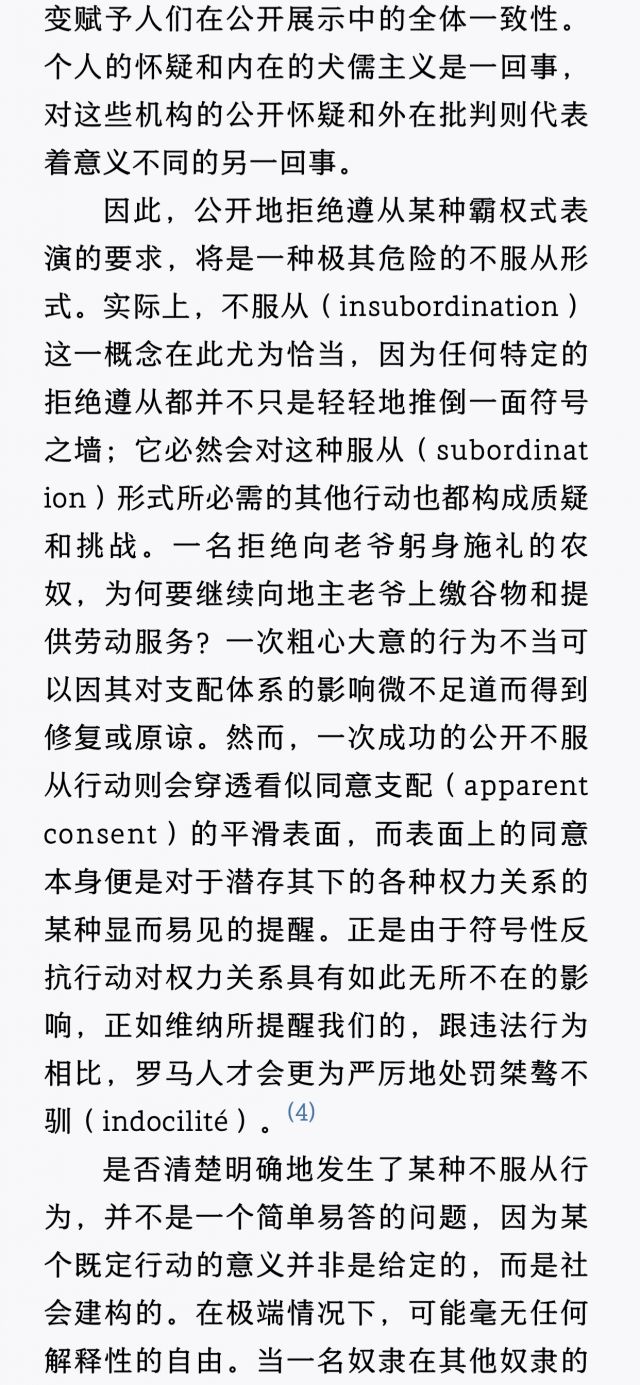 变赋予人们在公开展示中的全体一致性。
个人的怀疑和内在的犬儒主义是一回事，
对这些机构的公开怀疑和外在批判则代表
着意义不同的另一回事。
因此，公开地拒绝遵从某种霸权式表
演的要求，将是一种极其危险的不服从形
式。实际上，不服从（insubordination）
这一概念在此尤为恰当，因为任何特定的
拒绝遵从都并不只是轻轻地推倒一面符号
之墙；它必然会对这种服从（subordinat
ion）形式所必需的其他行动也都构成质疑
和挑战。一名拒绝向老爷躬身施礼的农
奴，为何要继续向地主老爷上缴谷物和提
供劳动服务？一次粗心大意的行为不当可
以因其对支配体系的影响微不足道而得到
修复或原谅。然而，一次成功的公开不服
从行动则会穿透看似同意支配（apparent
consent）的平滑表面，而表面上的同意
本身便是对于潜存其下的各种权力关系的
某种显而易见的提醒。正是由于符号性反
抗行动对权力关系具有如此无所不在的影
响，正如维纳所提醒我们的，跟违法行为
相比，罗马人才会更为严厉地处罚桀骜不
驯（indocilité）。(4)
是否清楚明确地发生了某种不服从行
为，并不是一个简单易答的问题，因为某
个既定行动的意义并非是给定的，而是社
会建构的。在极端情况下，可能毫无任何
解释性的自由。当一名奴隶在其他奴隶的